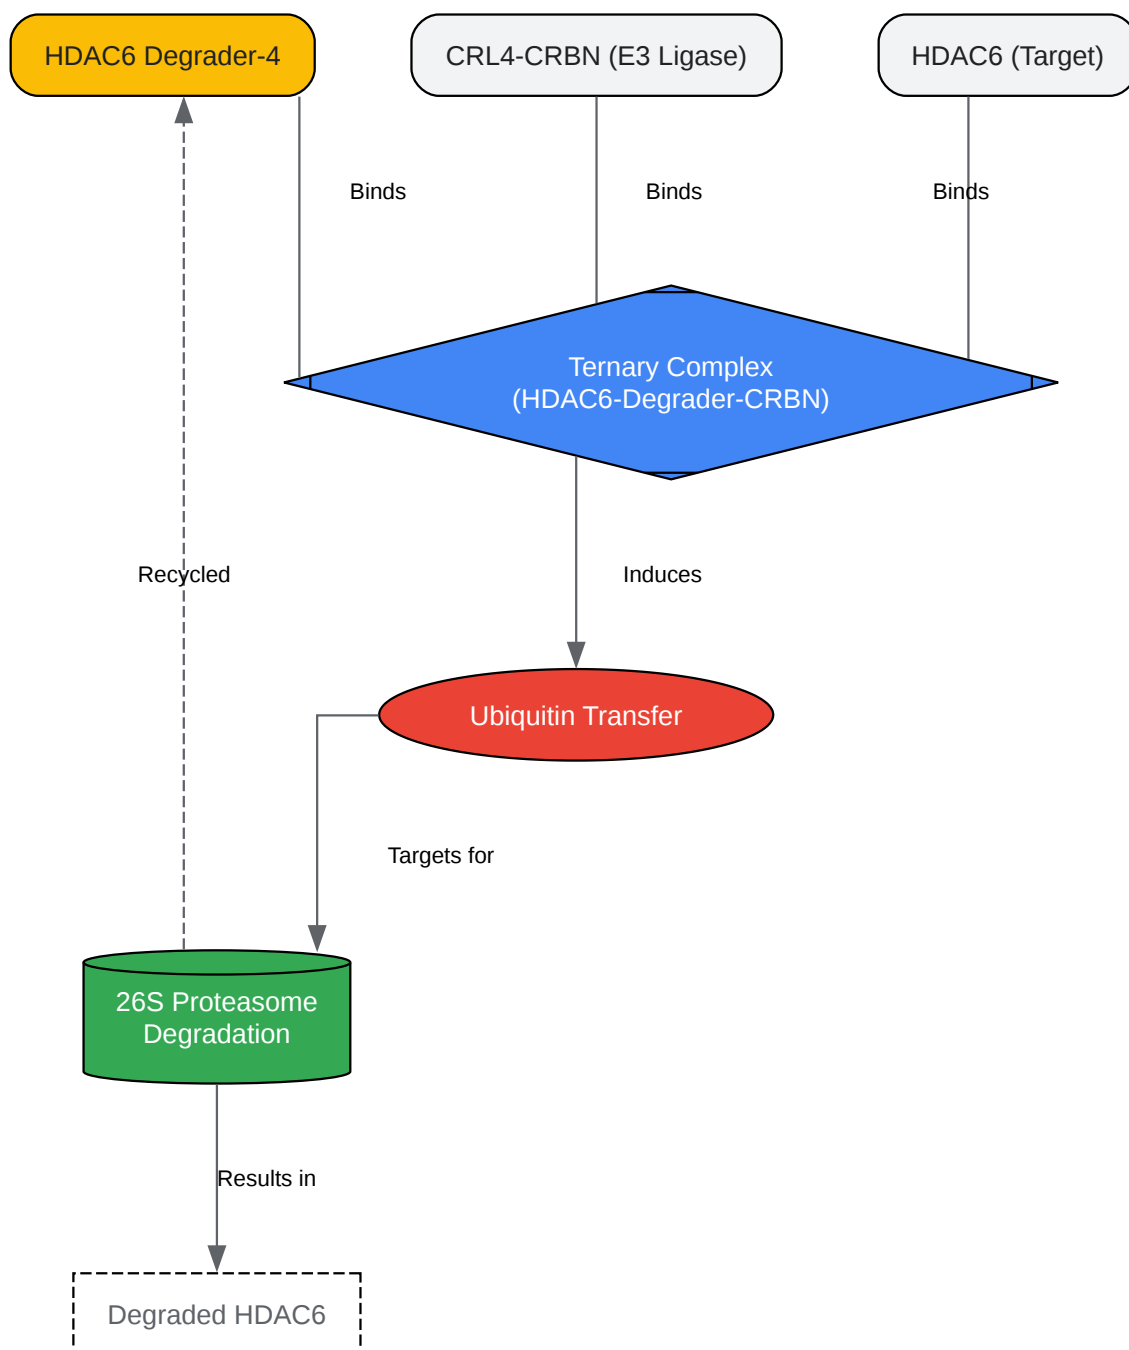 HDAC6 Degrader-4
CRL4-CRBN (E3 Ligase)
HDAC6 (Target)
Binds
Binds
Binds
Ternary Complex
(HDAC6-Degrader-CRBN)
Recycled
Induces
Ubiquitin Transfer
Targets for
26S Proteasome
Degradation
Results in
Degraded HDAC6